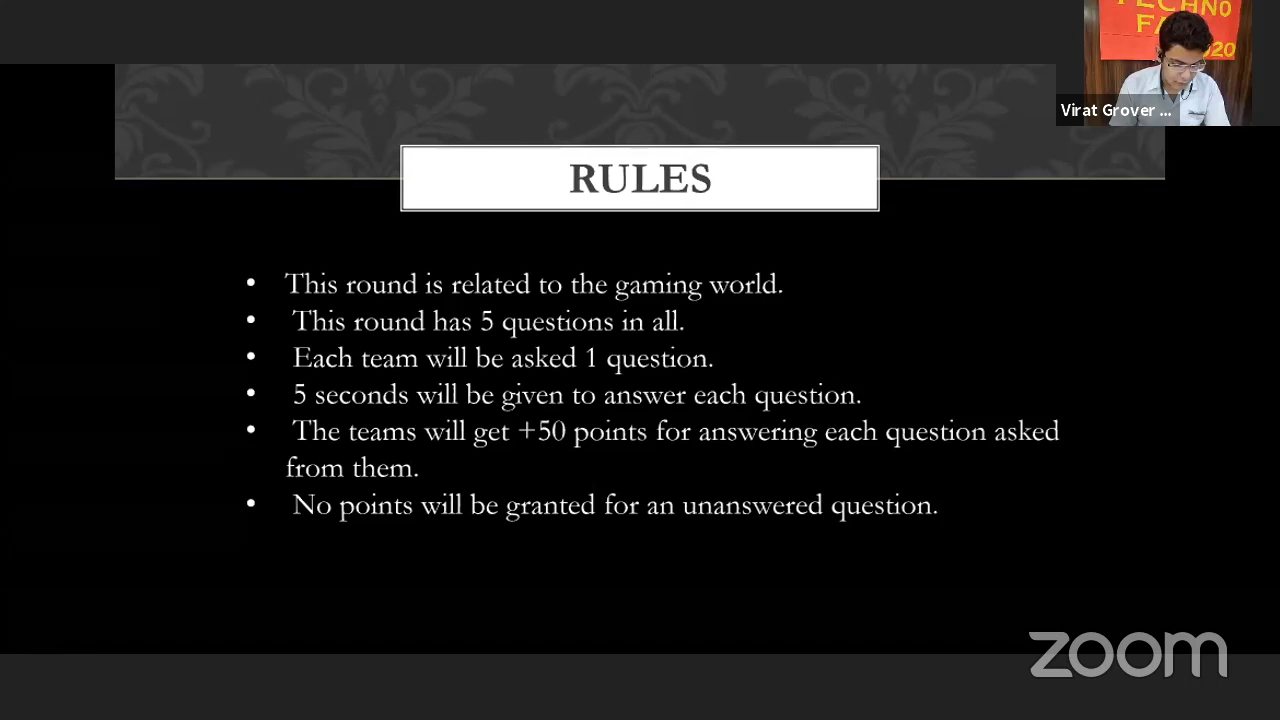 TECHNO
FA
020
Virat Grover ...
RULES
• This round is related to the gaming world.
• This round has 5 questions in all.
• Each team will be asked 1 question.
• 5 seconds will be given to answer each question.
• The teams will get +50 points for answering each question asked
from them.
• No points will be granted for an unanswered question.
zoom